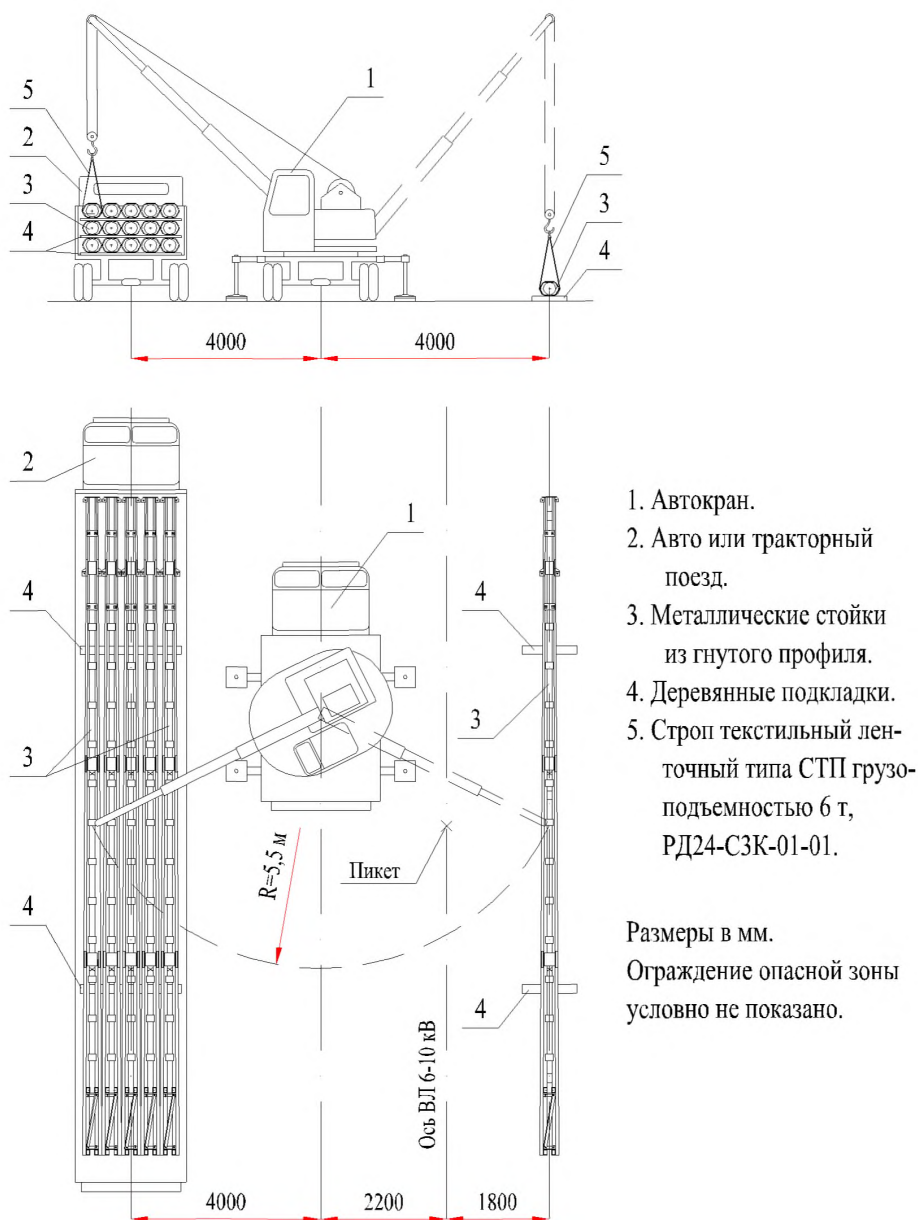 1
5
2
3
4
5
3
4
4000
4000
2
1
4
4
3
3
R=5,5 м
Пикет
4
4
Ось ВЛ 6-10 кВ
4000
2200
1800
1. Автокран.
2. Авто или тракторный
поезд.
3. Металлические стойки
из гнутого профиля.
4. Деревянные подкладки.
5. Строп текстильный лен-
точный типа СТП грузо-
подъемностью 6 т,
РД24-СЗК-01-01.
Размеры в мм.
Ограждение опасной зоны
условно не показано.